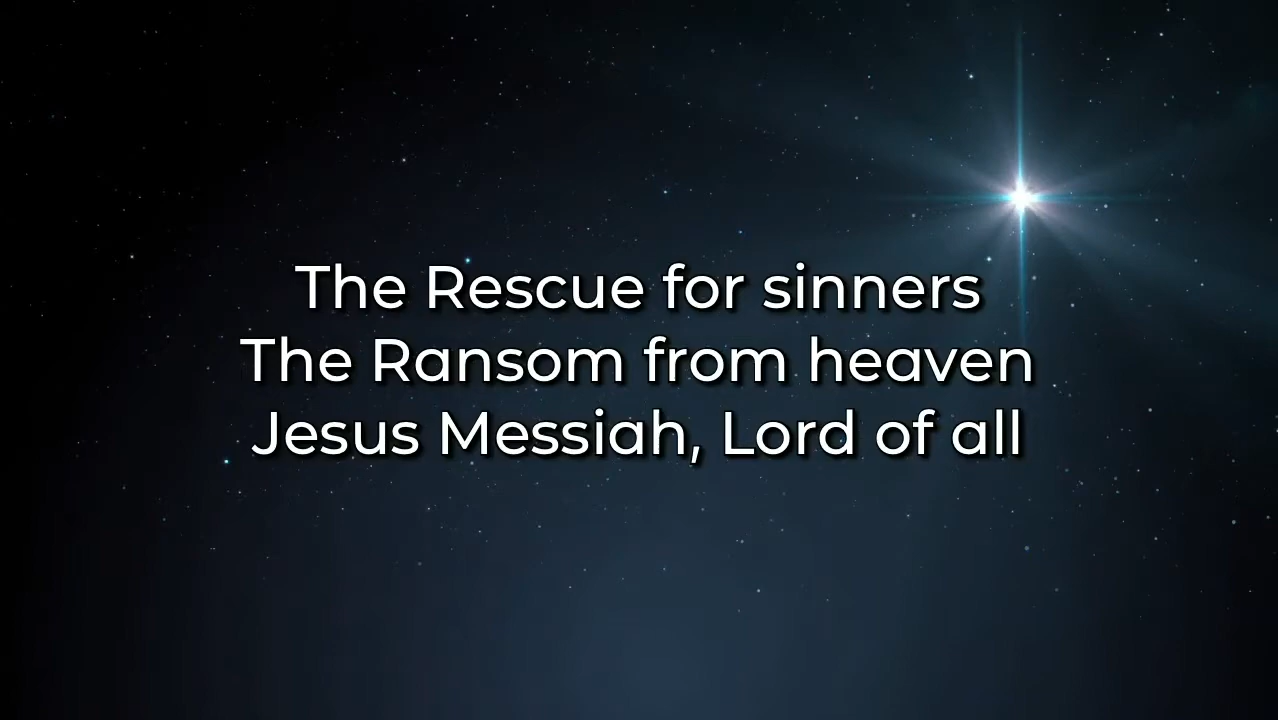 The Rescue for sinners
The Ransom from heaven
Jesus Messiah, Lord of all